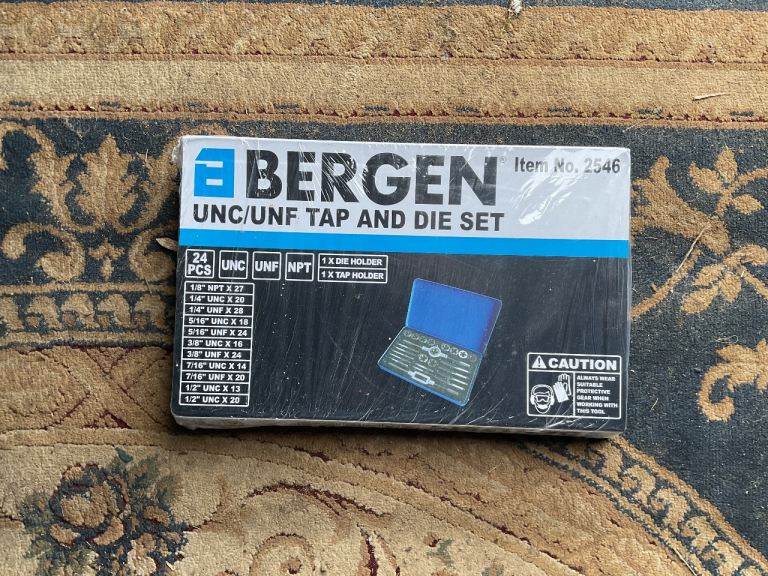 BERGEN®
Item No. 2546
UNC/UNF TAP AND DIE SET
24 PCS
UNC
UNF
NPT
1 X DIE HOLDER
1 X TAP HOLDER
1/8" NPT X 27
1/4" UNC X 20
1/4" UNF X 28
5/16" UNC X 18
5/16" UNF X 24
3/8" UNC X 16
3/8" UNF X 24
7/16" UNC X 14
7/16" UNF X 20
1/2" UNC X 13
1/2" UNC X 20
CAUTION
ALWAYS WEAR
SUITABLE
PROTECTIVE
GEAR WHEN
WORKING WITH
THIS TOOL